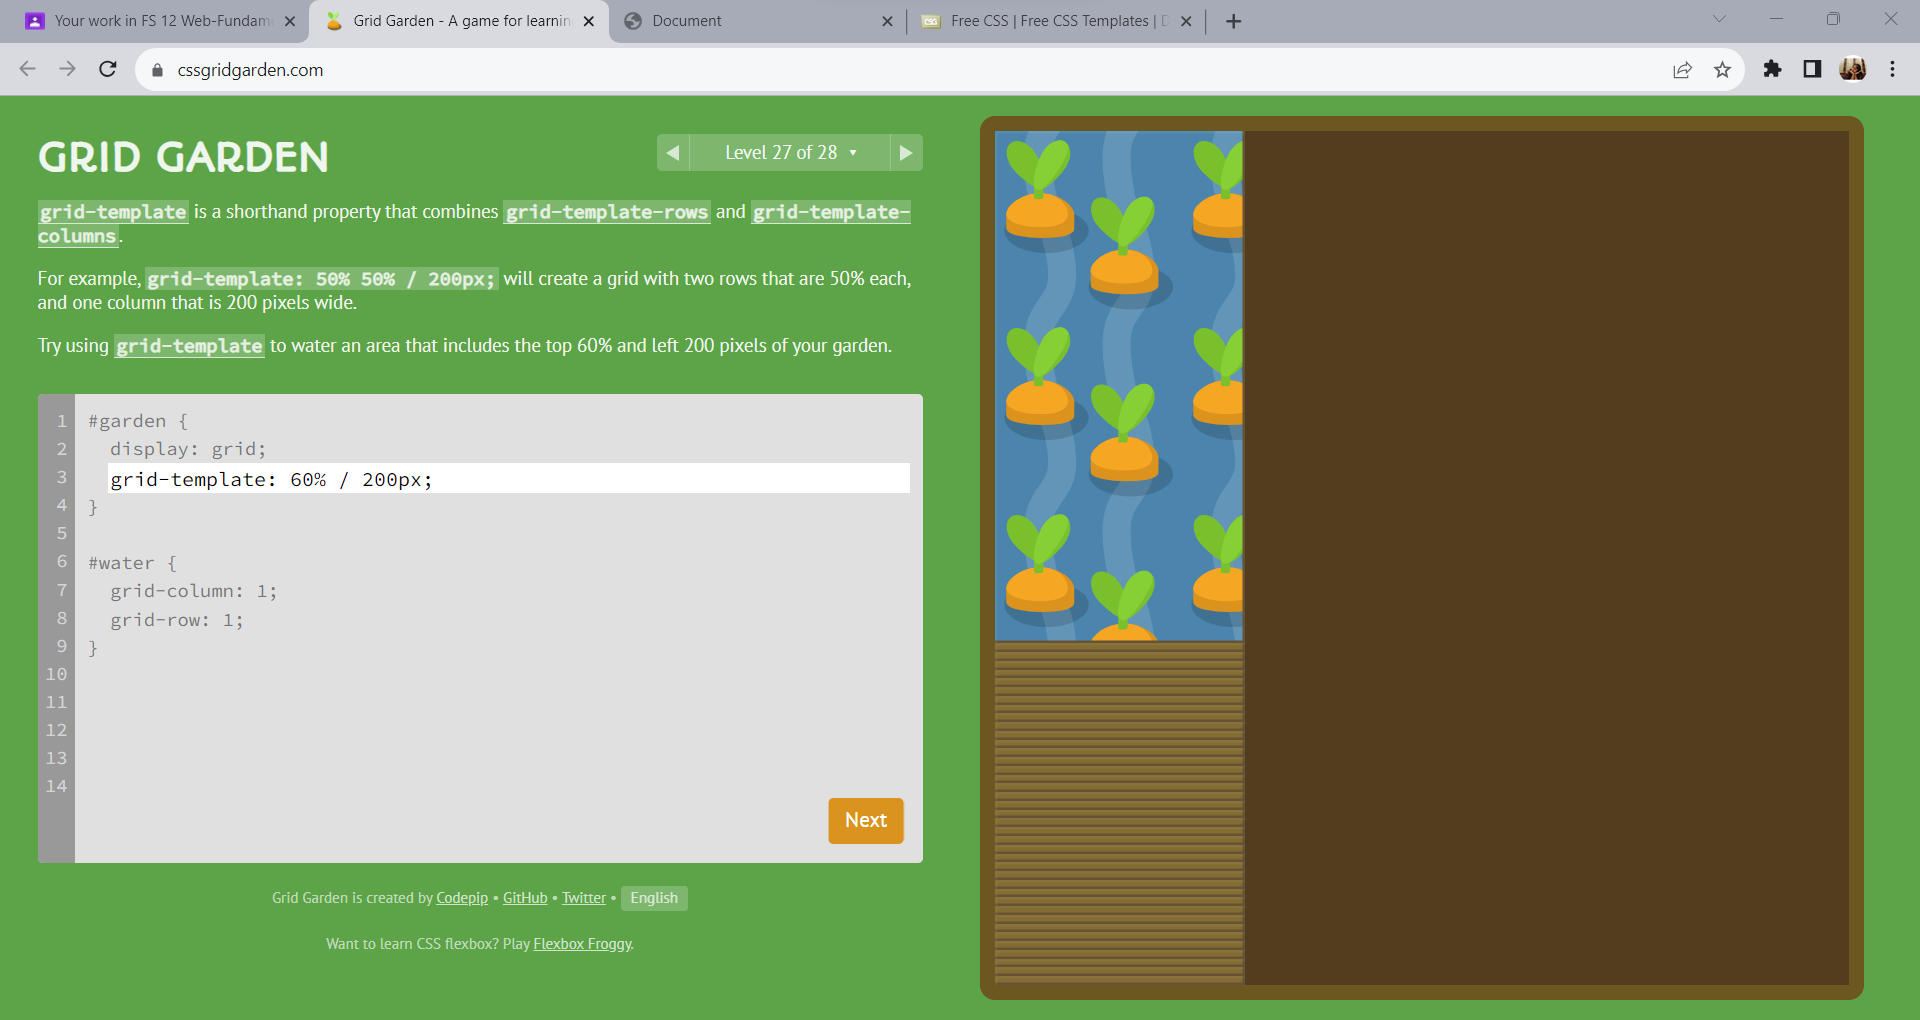 Your work in FS 12 Web-Fundam
Grid Garden - A game for learnin
Document
CSG
Free CSS | Free CSS Templates | D
cssgridgarden.com
GRID GARDEN
Level 27 of 28
grid-template is a shorthand property that combines grid-template-rows and grid-template-
columns.
For example, grid-template: 50% 50% / 200px; will create a grid with two rows that are 50% each,
and one column that is 200 pixels wide.
Try using grid-template to water an area that includes the top 60% and left 200 pixels of your garden.
1 #garden {
2 display: grid;
3 grid-template: 60% / 200px;
4 }
5
6 #water {
7 grid-column: 1;
8 grid-row: 1;
9 }
10
11
12
13
14
Next
Grid Garden is created by Codepip • GitHub • Twitter • English
Want to learn CSS flexbox? Play Flexbox Froggy.